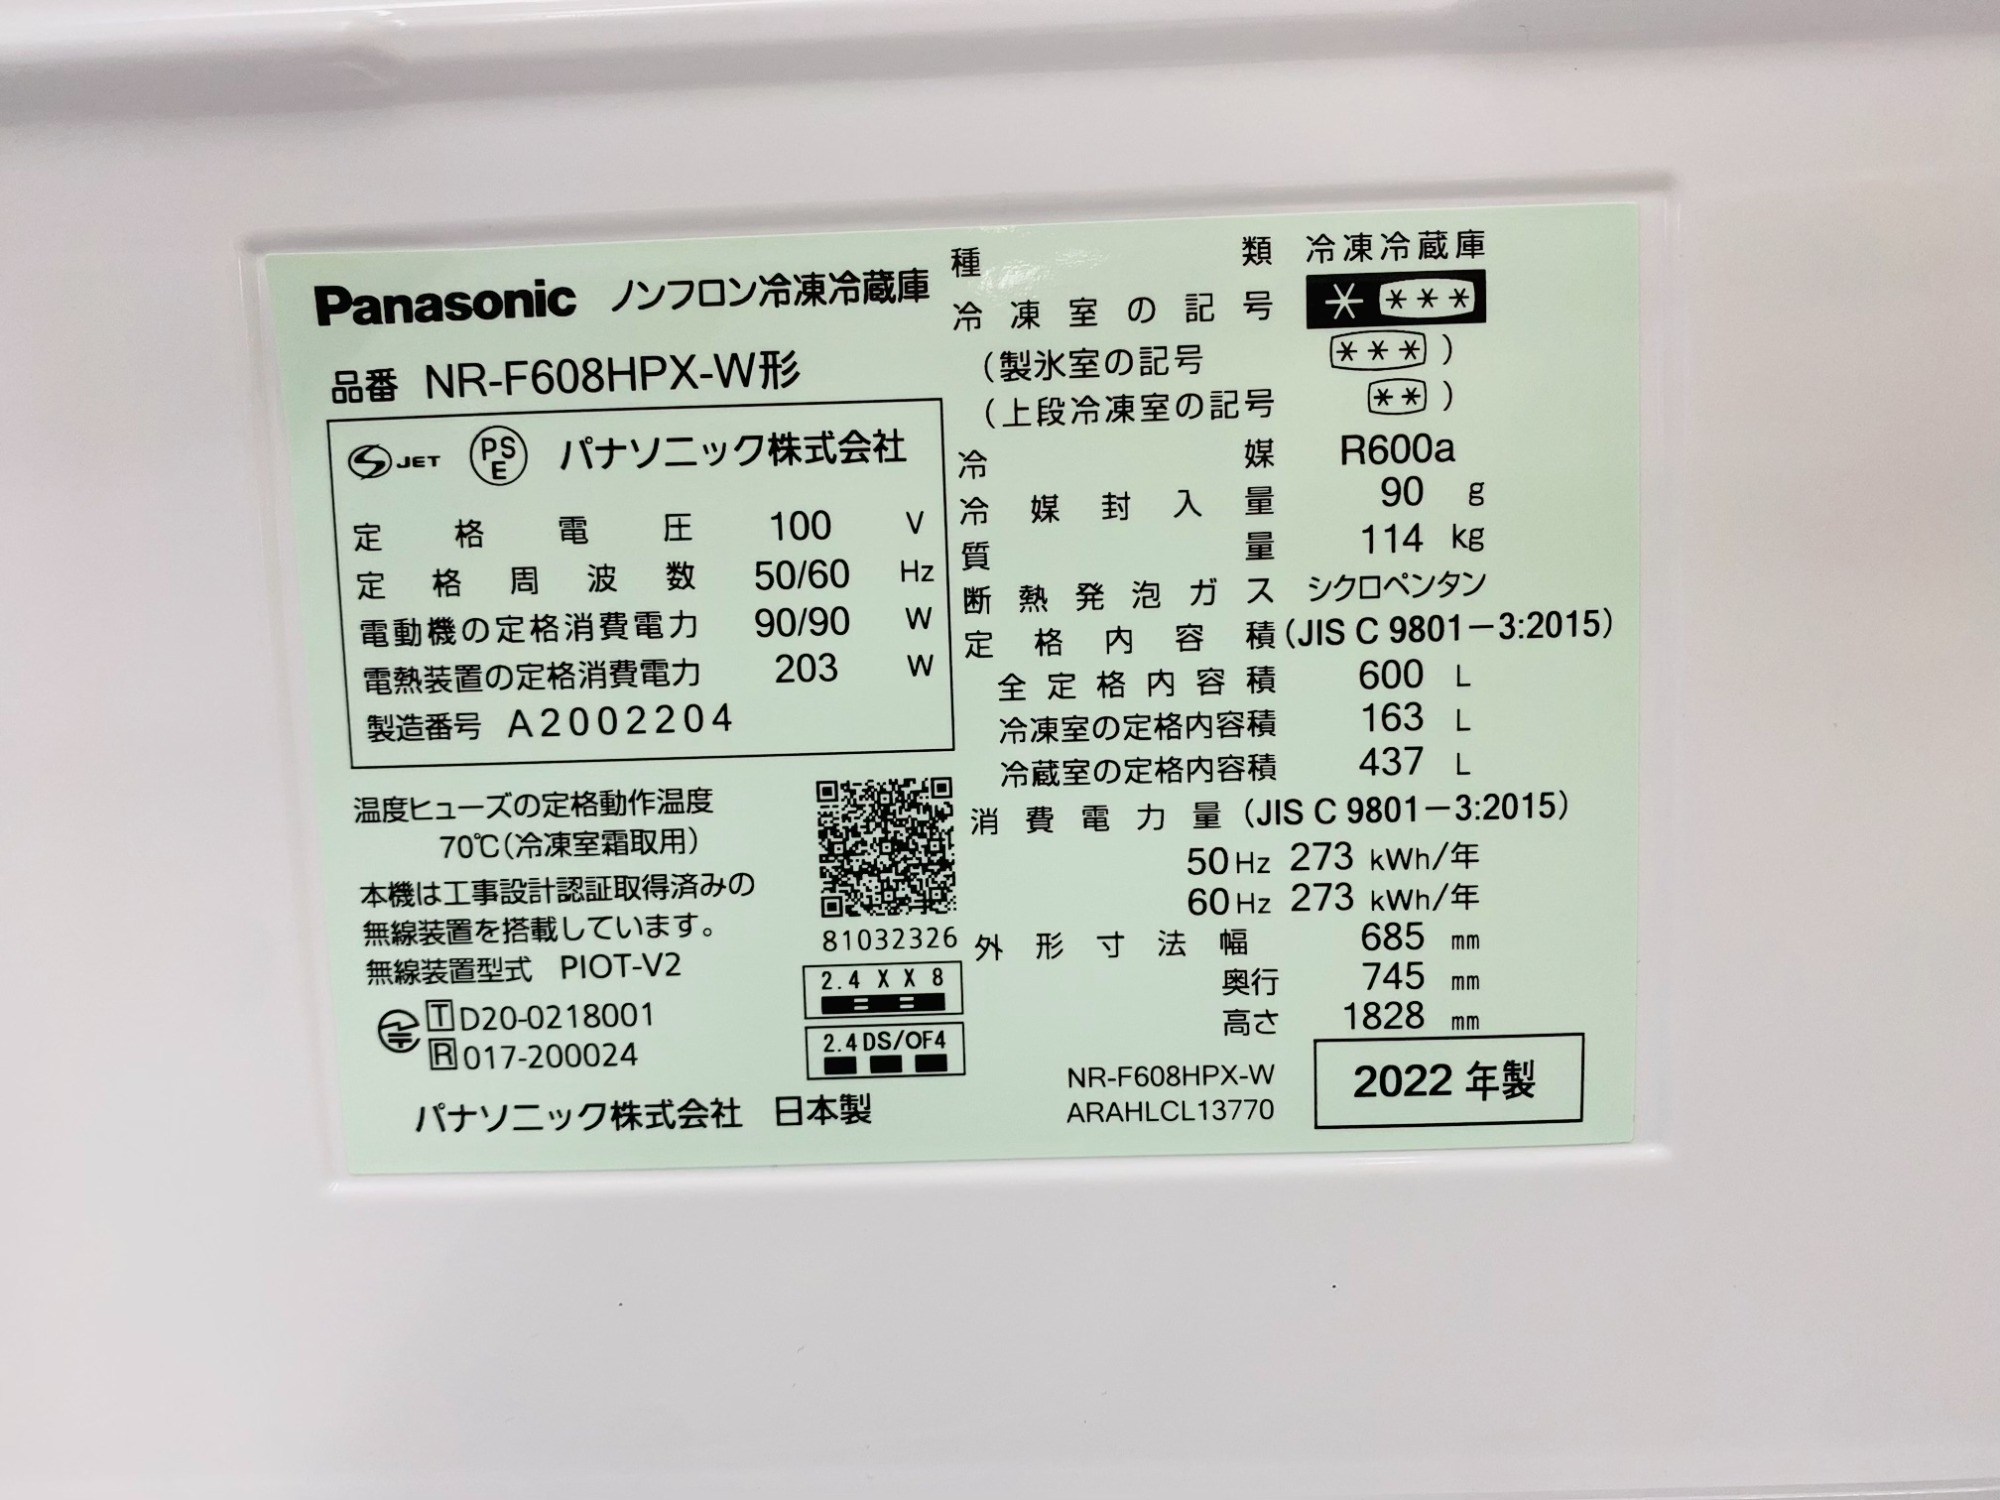 Panasonic ノンフロン冷凍冷蔵庫
品番 NR-F608HPX-W形
S JET PSE パナソニック株式会社
定格電圧 100 V
定格周波数 50/60 Hz
電動機の定格消費電力 90/90 W
電熱装置の定格消費電力 203 W
製造番号 A2002204
温度ヒューズの定格動作温度
70℃(冷凍室霜取用)
本機は工事設計認証取得済みの
無線装置を搭載しています。
無線装置型式 PIOT-V2
T D20-0218001
R 017-200024
81032326
2.4 X X 8
2.4DS/OF4
パナソニック株式会社 日本製
種類 冷凍冷蔵庫
冷凍室の記号 * ***
(製氷室の記号 ***)
(上段冷凍室の記号 **)
冷媒 R600a
冷媒封入量 90 g
質量 114 kg
断熱発泡ガス シクロペンタン
定格内容積(JIS C 9801-3:2015)
全定格内容積 600 L
冷凍室の定格内容積 163 L
冷蔵室の定格内容積 437 L
消費電力量(JIS C 9801-3:2015)
50Hz 273 kWh/年
60Hz 273 kWh/年
外形寸法幅 685 mm
奥行 745 mm
高さ 1828 mm
NR-F608HPX-W
ARAHLCL13770
2022 年製